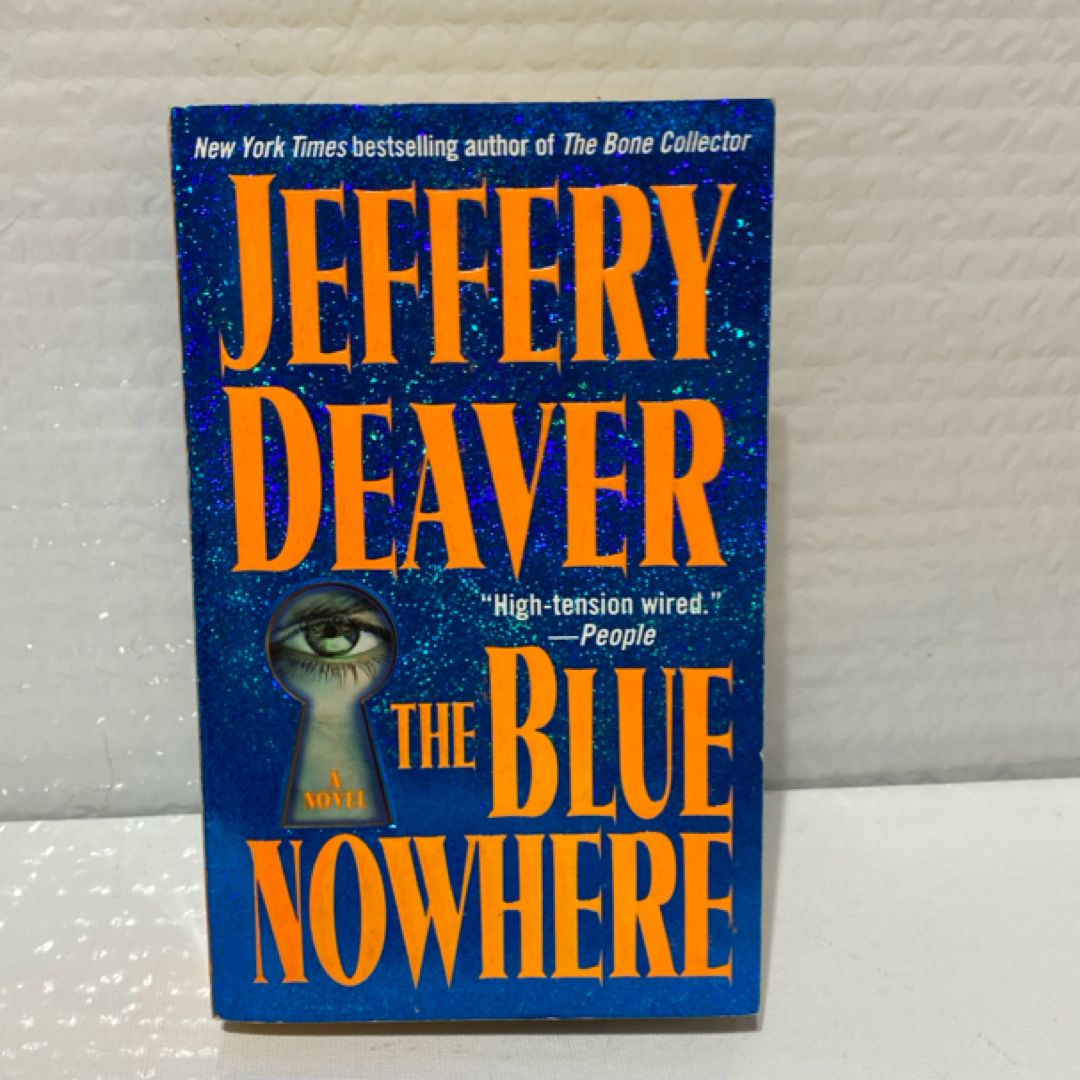 New York Times bestselling author of The Bone Collector
JEFFERY
DEAVER
"High-tension wired."
—People
THE BLUE
A
NOVEL
NOWHERE